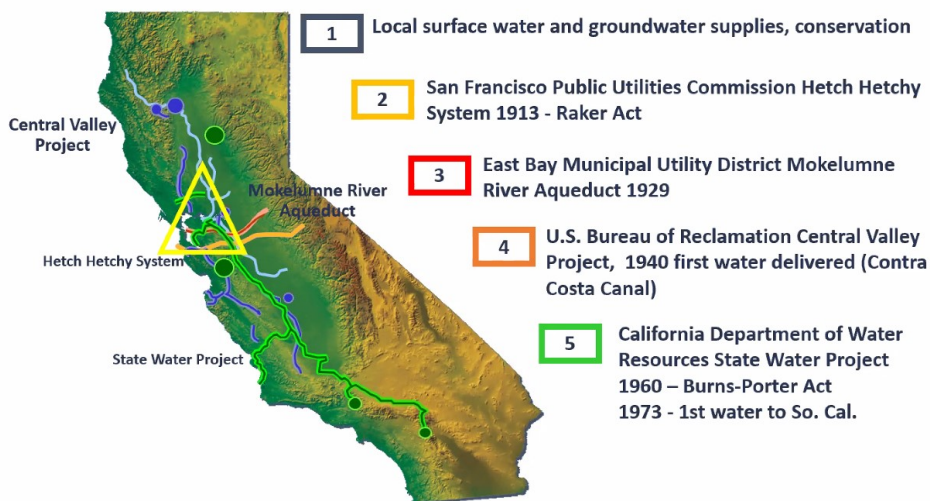 1
Local surface water and groundwater supplies, conservation
2
San Francisco Public Utilities Commission Hetch Hetchy
System 1913 - Raker Act
Central Valley
Project
3
East Bay Municipal Utility District Mokelumne
River Aqueduct 1929
Mokelumne River
Aqueduct
4
U.S. Bureau of Reclamation Central Valley
Project, 1940 first water delivered (Contra
Costa Canal)
Hetch Hetchy System
5
California Department of Water
Resources State Water Project
1960 – Burns-Porter Act
1973 - 1st water to So. Cal.
State Water Project